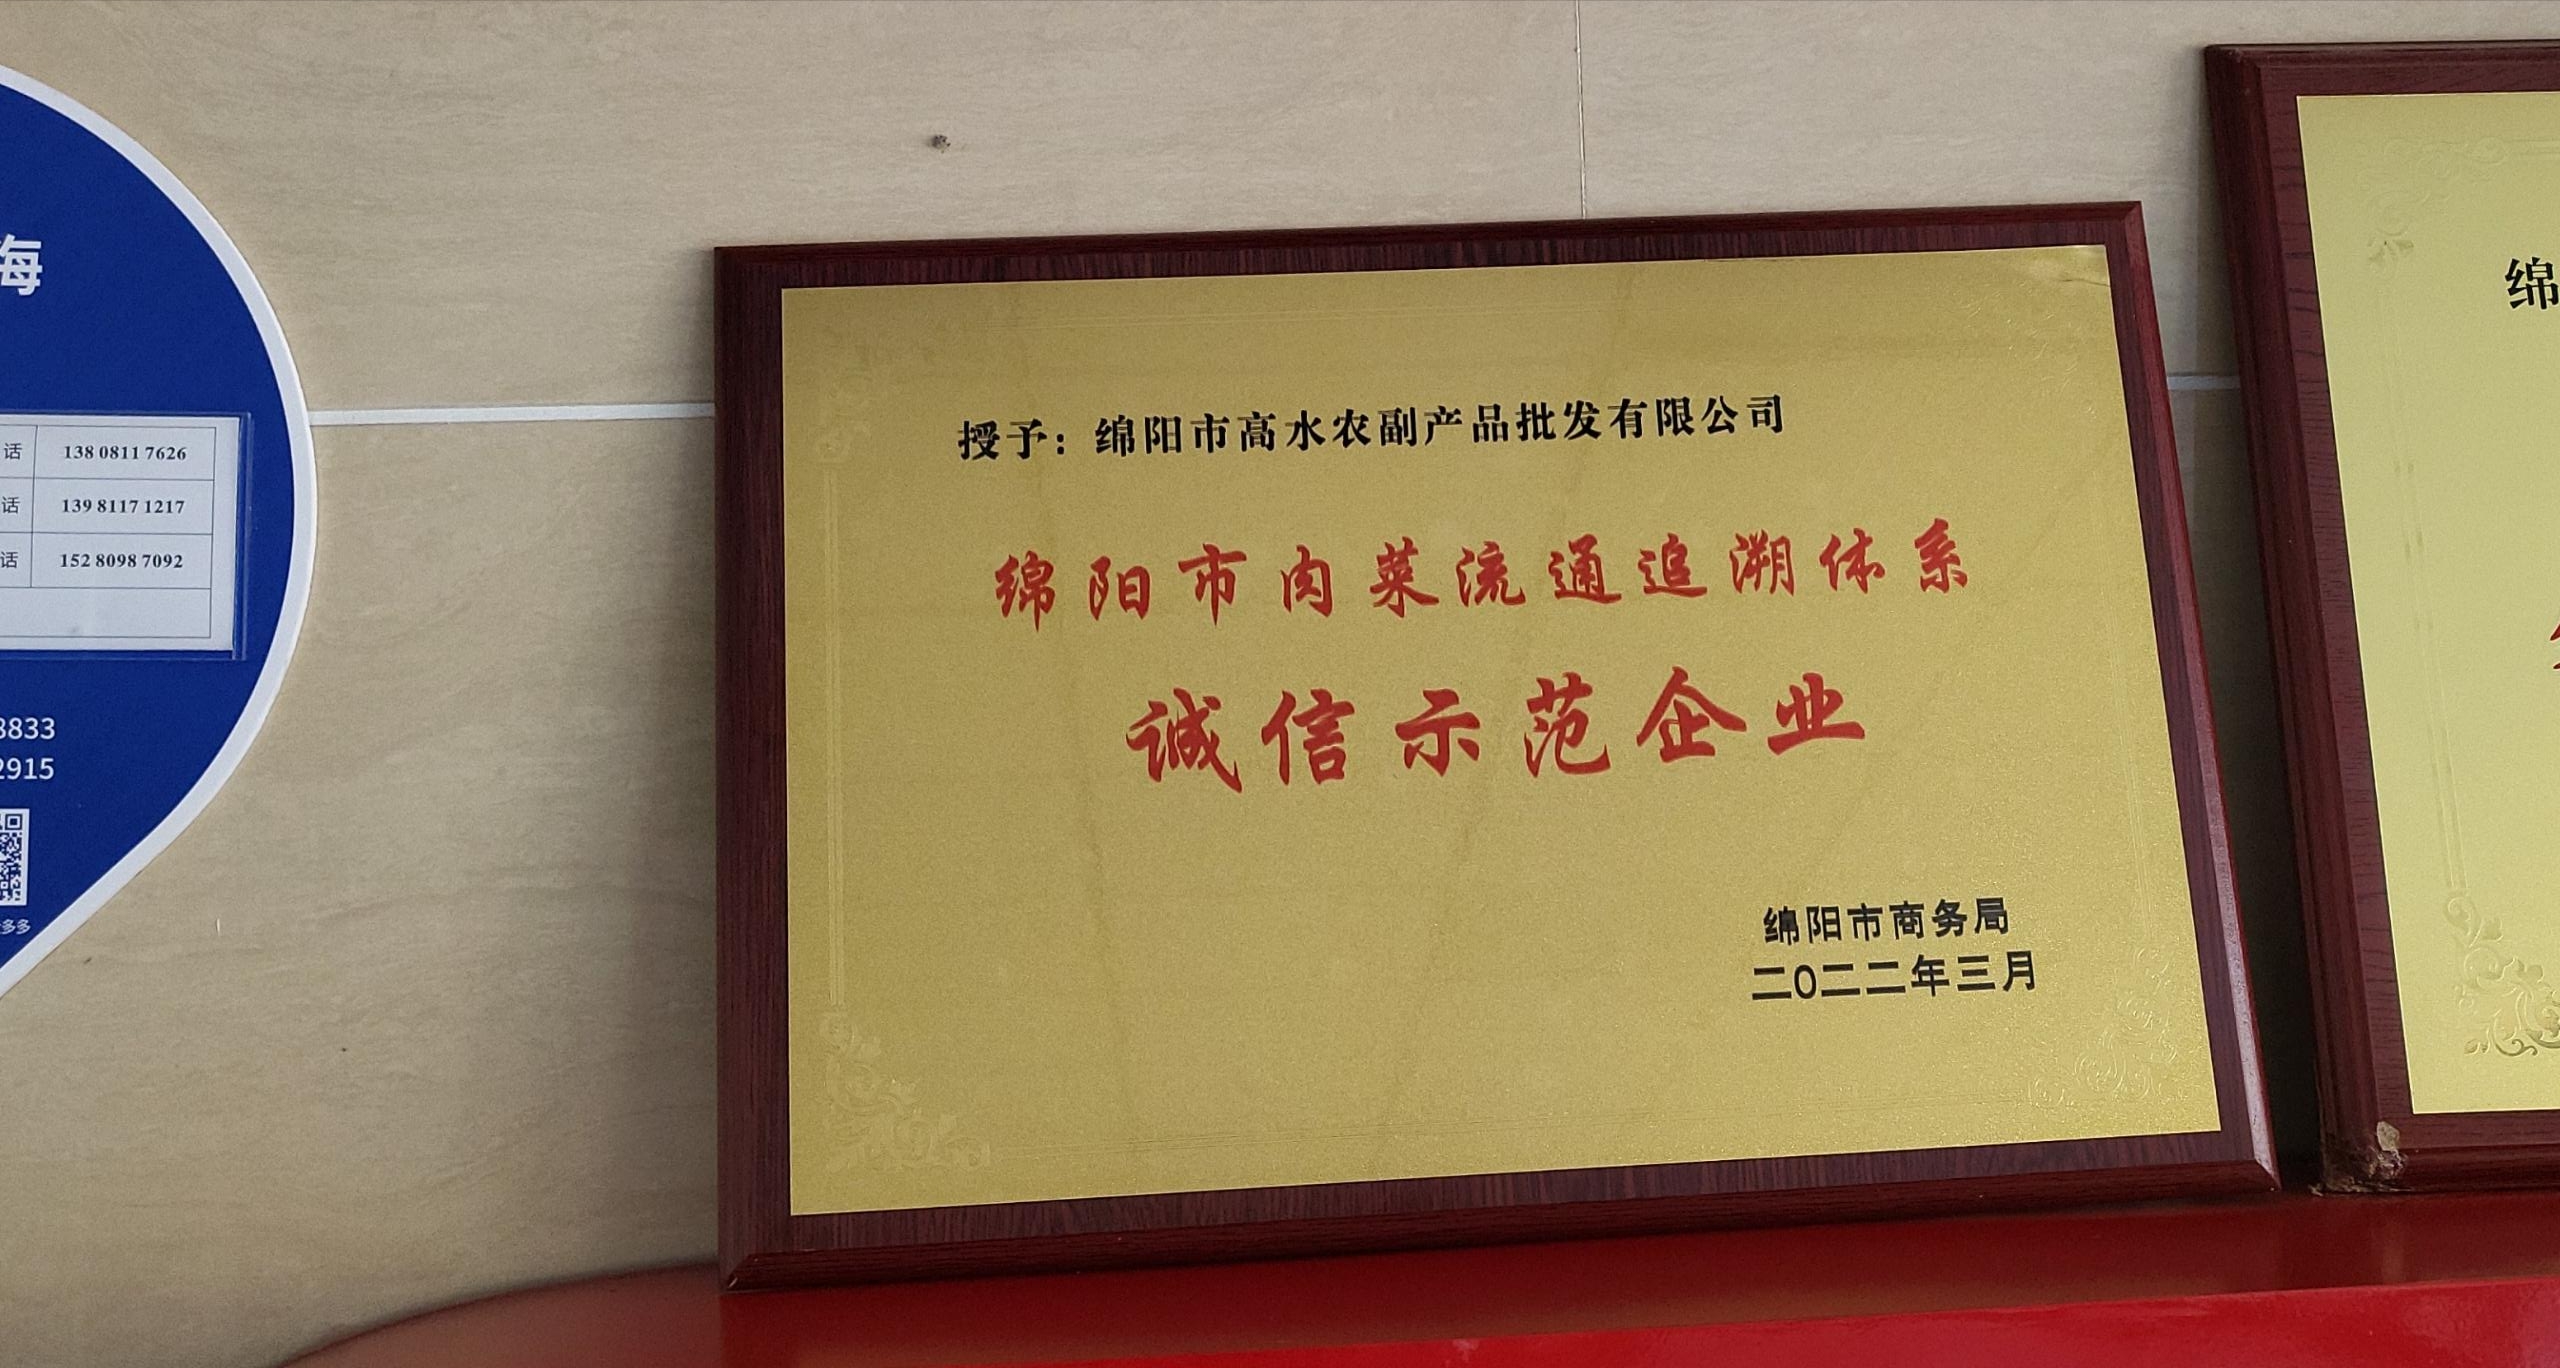 海
话 138 0811 7626
话 139 8117 1217
话 152 8098 7092
8833
2915
多多
授予：绵阳市高水农副产品批发有限公司
绵阳市肉菜流通追溯体系
诚信示范企业
绵阳市商务局
二〇二二年三月
绵